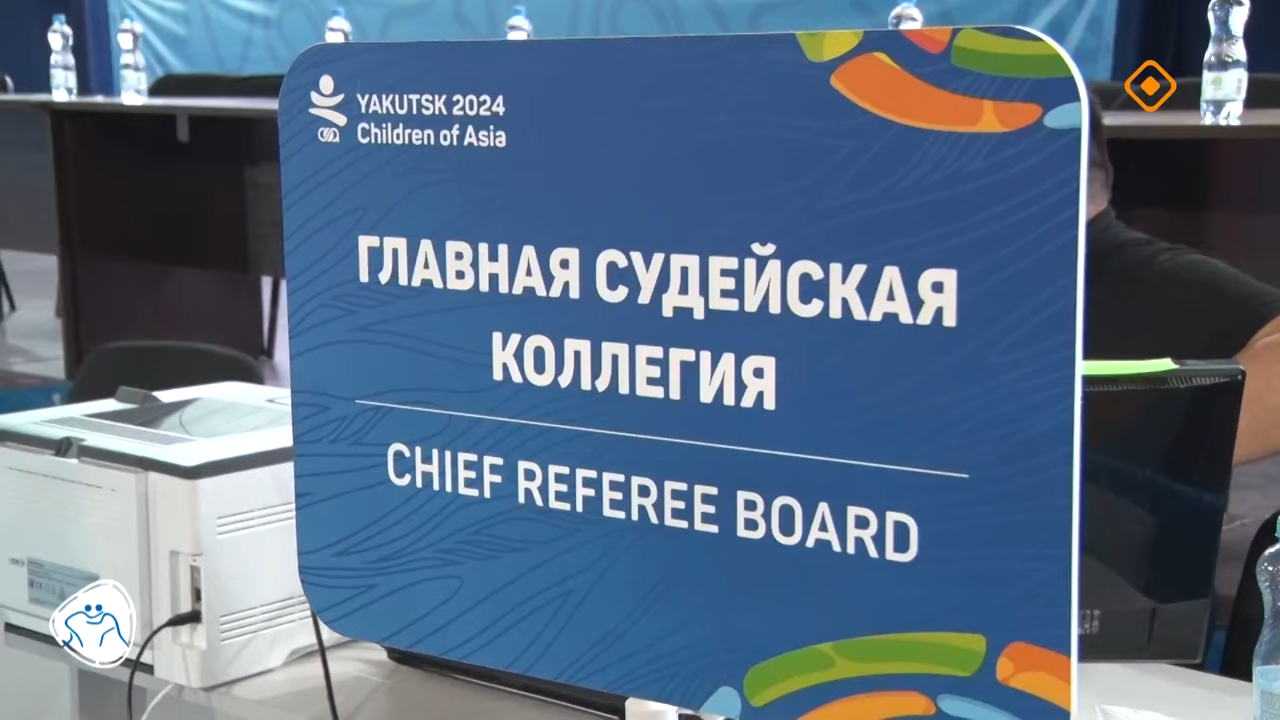 YAKUTSK 2024
Children of Asia
ГЛАВНАЯ СУДЕЙСКАЯ
КОЛЛЕГИЯ
CHIEF REFEREE BOARD